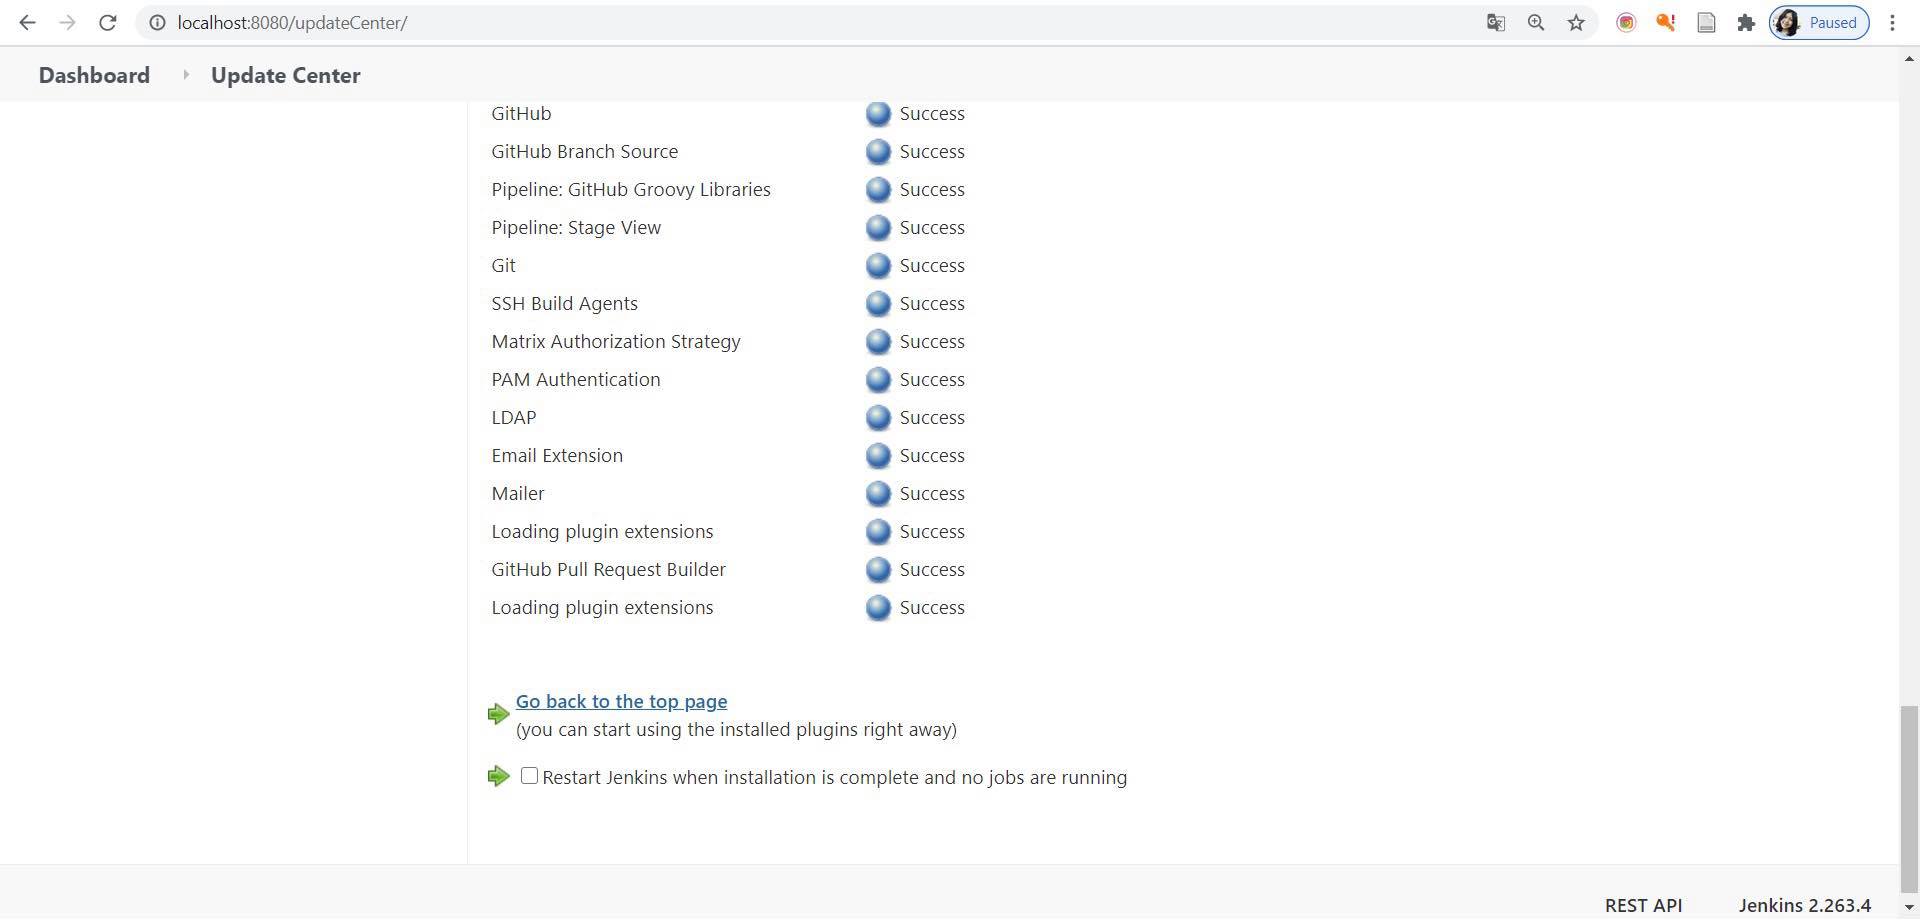 localhost:8080/updateCenter/
Paused
Dashboard
Update Center
GitHub Success
GitHub Branch Source Success
Pipeline: GitHub Groovy Libraries Success
Pipeline: Stage View Success
Git Success
SSH Build Agents Success
Matrix Authorization Strategy Success
PAM Authentication Success
LDAP Success
Email Extension Success
Mailer Success
Loading plugin extensions Success
GitHub Pull Request Builder Success
Loading plugin extensions Success
Go back to the top page
(you can start using the installed plugins right away)
Restart Jenkins when installation is complete and no jobs are running
REST API Jenkins 2.263.4